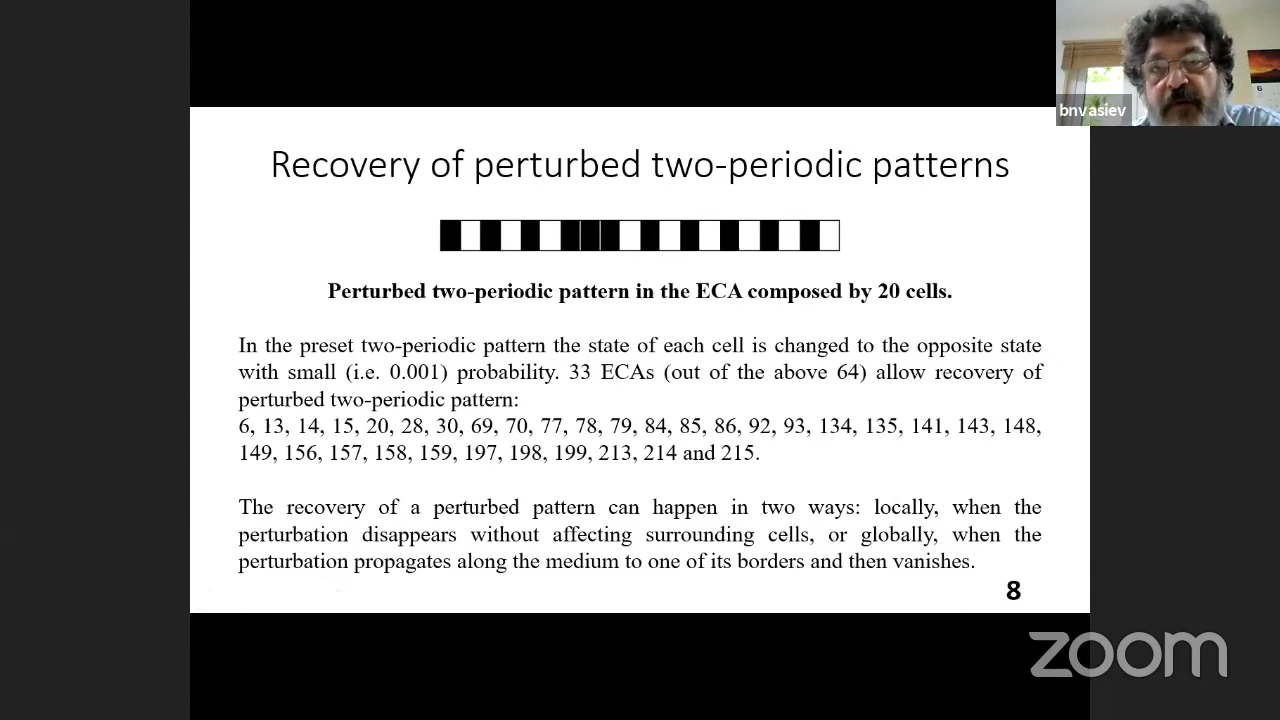 bnvasiev
Recovery of perturbed two-periodic patterns
Perturbed two-periodic pattern in the ECA composed by 20 cells.
In the preset two-periodic pattern the state of each cell is changed to the opposite state
with small (i.e. 0.001) probability. 33 ECAs (out of the above 64) allow recovery of
perturbed two-periodic pattern:
6, 13, 14, 15, 20, 28, 30, 69, 70, 77, 78, 79, 84, 85, 86, 92, 93, 134, 135, 141, 143, 148,
149, 156, 157, 158, 159, 197, 198, 199, 213, 214 and 215.
The recovery of a perturbed pattern can happen in two ways: locally, when the
perturbation disappears without affecting surrounding cells, or globally, when the
perturbation propagates along the medium to one of its borders and then vanishes.
8
zoom